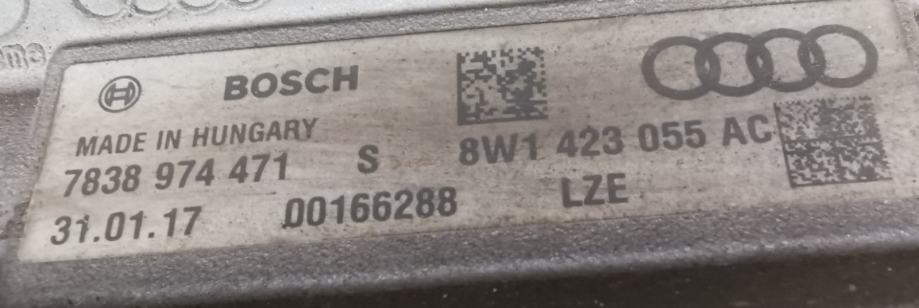 BOSCH
MADE IN HUNGARY
7838 974 471 S 8W1 423 055 AC
31.01.17 00166288 LZE